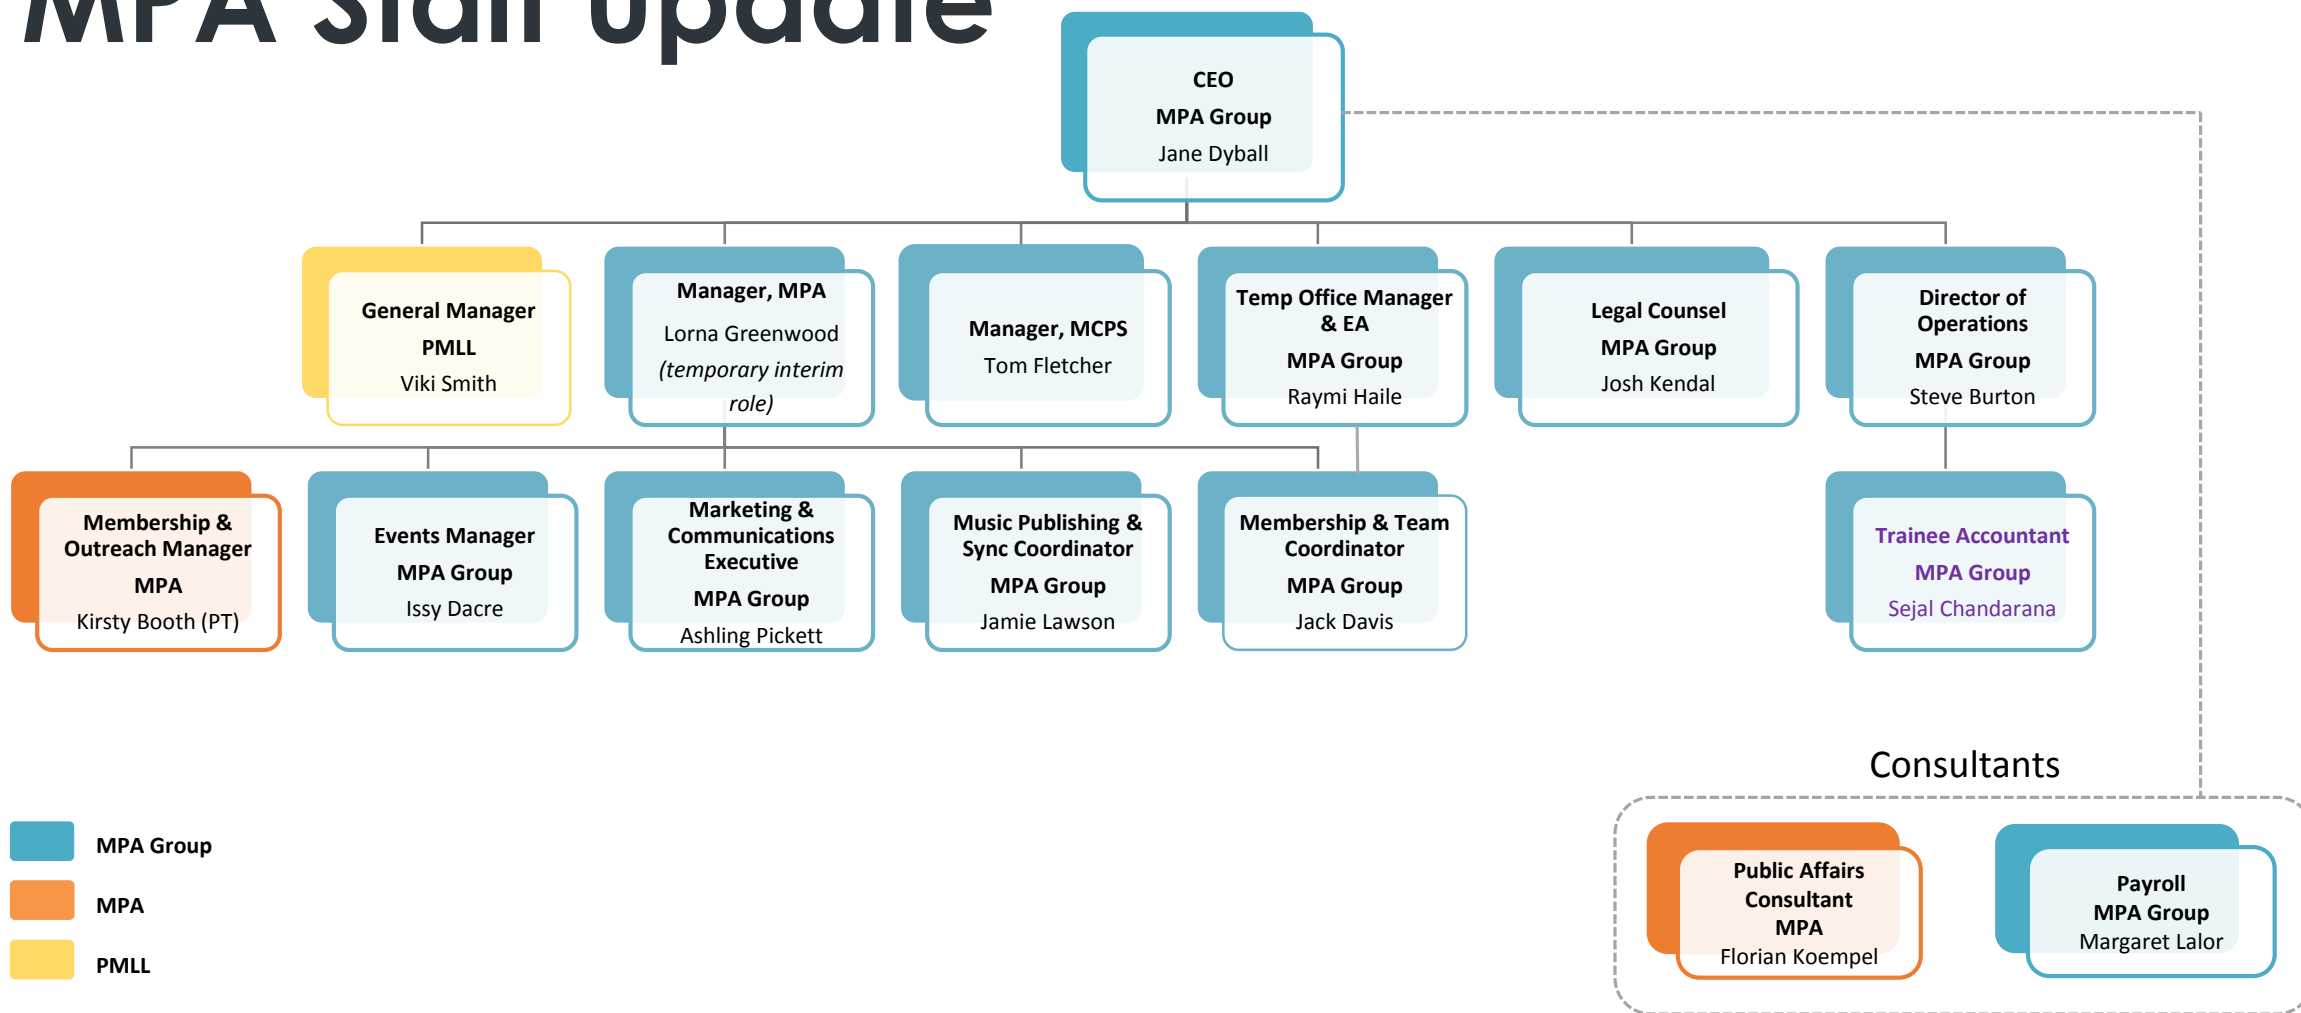 MPA Staff Update
CEO
MPA Group
Jane Dyball
General Manager
PMLL
Viki Smith
Manager, MPA
Lorna Greenwood
(temporary interim
role)
Manager, MCPS
Tom Fletcher
Temp Office Manager
& EA
MPA Group
Raymi Haile
Legal Counsel
MPA Group
Josh Kendal
Director of
Operations
MPA Group
Steve Burton
Membership &
Outreach Manager
MPA
Kirsty Booth (PT)
Events Manager
MPA Group
Issy Dacre
Marketing &
Communications
Executive
MPA Group
Ashling Pickett
Music Publishing &
Sync Coordinator
MPA Group
Jamie Lawson
Membership & Team
Coordinator
MPA Group
Jack Davis
Trainee Accountant
MPA Group
Sejal Chandarana
Consultants
Public Affairs
Consultant
MPA
Florian Koempel
Payroll
MPA Group
Margaret Lalor
MPA Group
MPA
PMLL